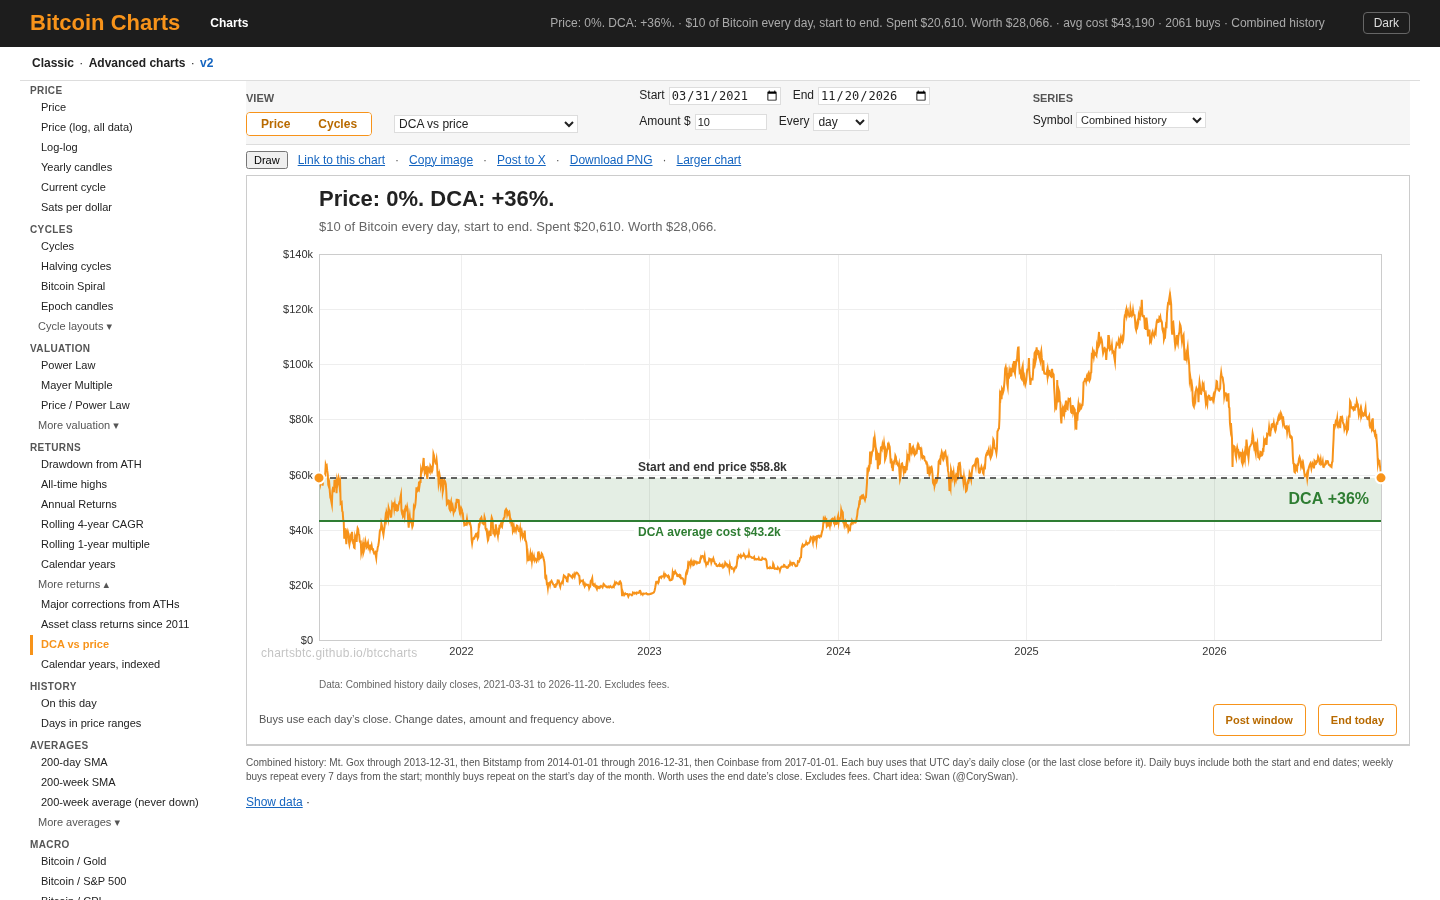 Bitcoin Charts
Charts
Price: 0%. DCA: +36%. · $10 of Bitcoin every day, start to end. Spent $20,610. Worth $28,066. · avg cost $43,190 · 2061 buys · Combined history
Dark
Classic · Advanced charts · v2
PRICE
Price
Price (log, all data)
Log-log
Yearly candles
Current cycle
Sats per dollar
CYCLES
Cycles
Halving cycles
Bitcoin Spiral
Epoch candles
Cycle layouts ▾
VALUATION
Power Law
Mayer Multiple
Price / Power Law
More valuation ▾
RETURNS
Drawdown from ATH
All-time highs
Annual Returns
Rolling 4-year CAGR
Rolling 1-year multiple
Calendar years
More returns ▴
Major corrections from ATHs
Asset class returns since 2011
DCA vs price
Calendar years, indexed
HISTORY
On this day
Days in price ranges
AVERAGES
200-day SMA
200-week SMA
200-week average (never down)
More averages ▾
MACRO
Bitcoin / Gold
Bitcoin / S&P 500
VIEW
Price Cycles
DCA vs price
Start 03/31/2021 End 11/20/2026
Amount $ 10 Every day
SERIES
Symbol Combined history
Draw Link to this chart · Copy image · Post to X · Download PNG · Larger chart
Price: 0%. DCA: +36%.
$10 of Bitcoin every day, start to end. Spent $20,610. Worth $28,066.
$140k
$120k
$100k
$80k
$60k
$40k
$20k
$0
Start and end price $58.8k
DCA +36%
DCA average cost $43.2k
2022 2023 2024 2025 2026
chartsbtc.github.io/btccharts
Data: Combined history daily closes, 2021-03-31 to 2026-11-20. Excludes fees.
Buys use each day's close. Change dates, amount and frequency above.
Post window
End today
Combined history: Mt. Gox through 2013-12-31, then Bitstamp from 2014-01-01 through 2016-12-31, then Coinbase from 2017-01-01. Each buy uses that UTC day's daily close (or the last close before it). Daily buys include both the start and end dates; weekly
buys repeat every 7 days from the start; monthly buys repeat on the start's day of the month. Worth uses the end date's close. Excludes fees. Chart idea: Swan (@CorySwan).
Show data ·